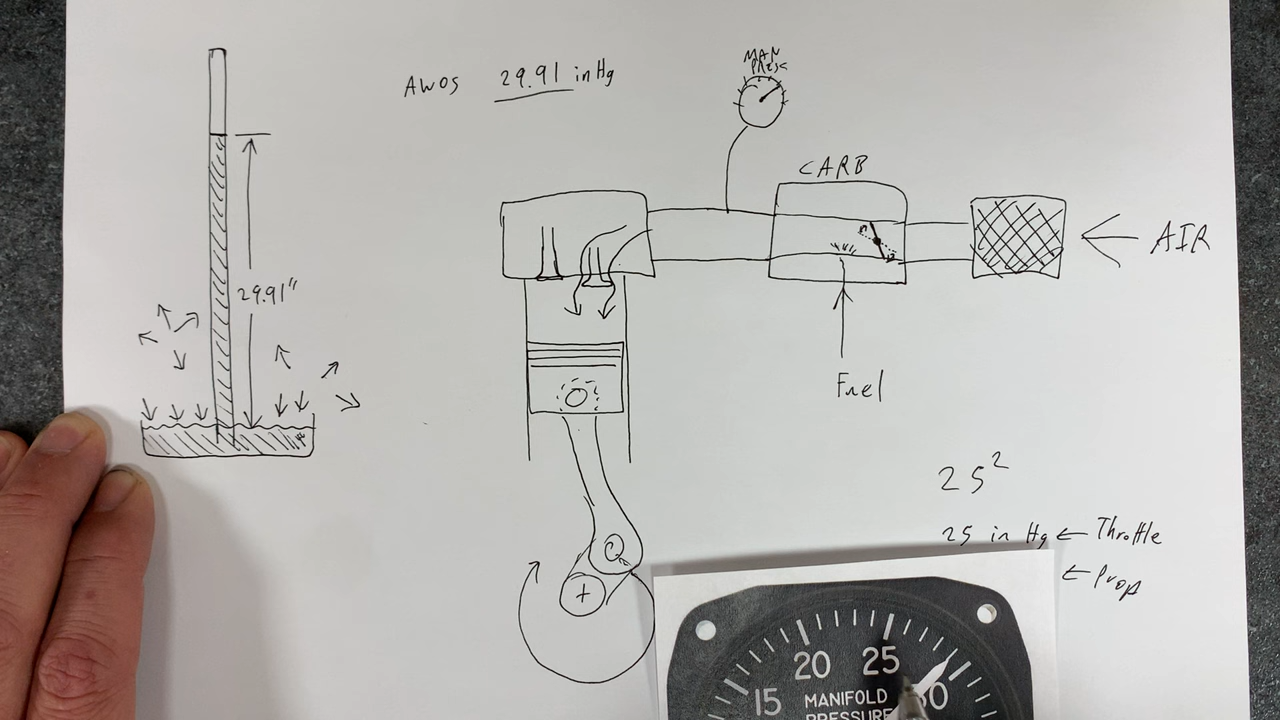 AWOS 29.91 inHg
MAN
PRESS
CARB
AIR
29.91"
Fuel
25²
25 in Hg ← Throttle
← Prop
20 25
15 30
MANIFOLD
PRESSURE